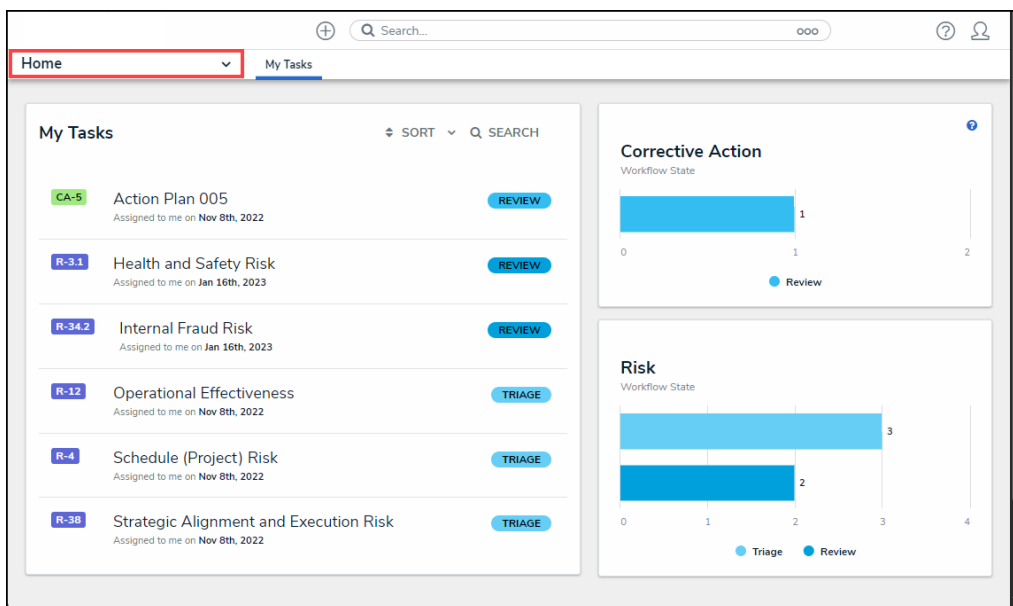 Search...
ooo
Home
My Tasks
My Tasks
SORT
SEARCH
CA-5
Action Plan 005
REVIEW
Assigned to me on Nov 8th, 2022
R-3.1
Health and Safety Risk
REVIEW
Assigned to me on Jan 16th, 2023
R-34.2
Internal Fraud Risk
REVIEW
Assigned to me on Jan 16th, 2023
R-12
Operational Effectiveness
TRIAGE
Assigned to me on Nov 8th, 2022
R-4
Schedule (Project) Risk
TRIAGE
Assigned to me on Nov 8th, 2022
R-38
Strategic Alignment and Execution Risk
TRIAGE
Assigned to me on Nov 8th, 2022
?
Corrective Action
Workflow State
1
0 1 2
Review
Risk
Workflow State
3
2
0 1 2 3 4
Triage Review